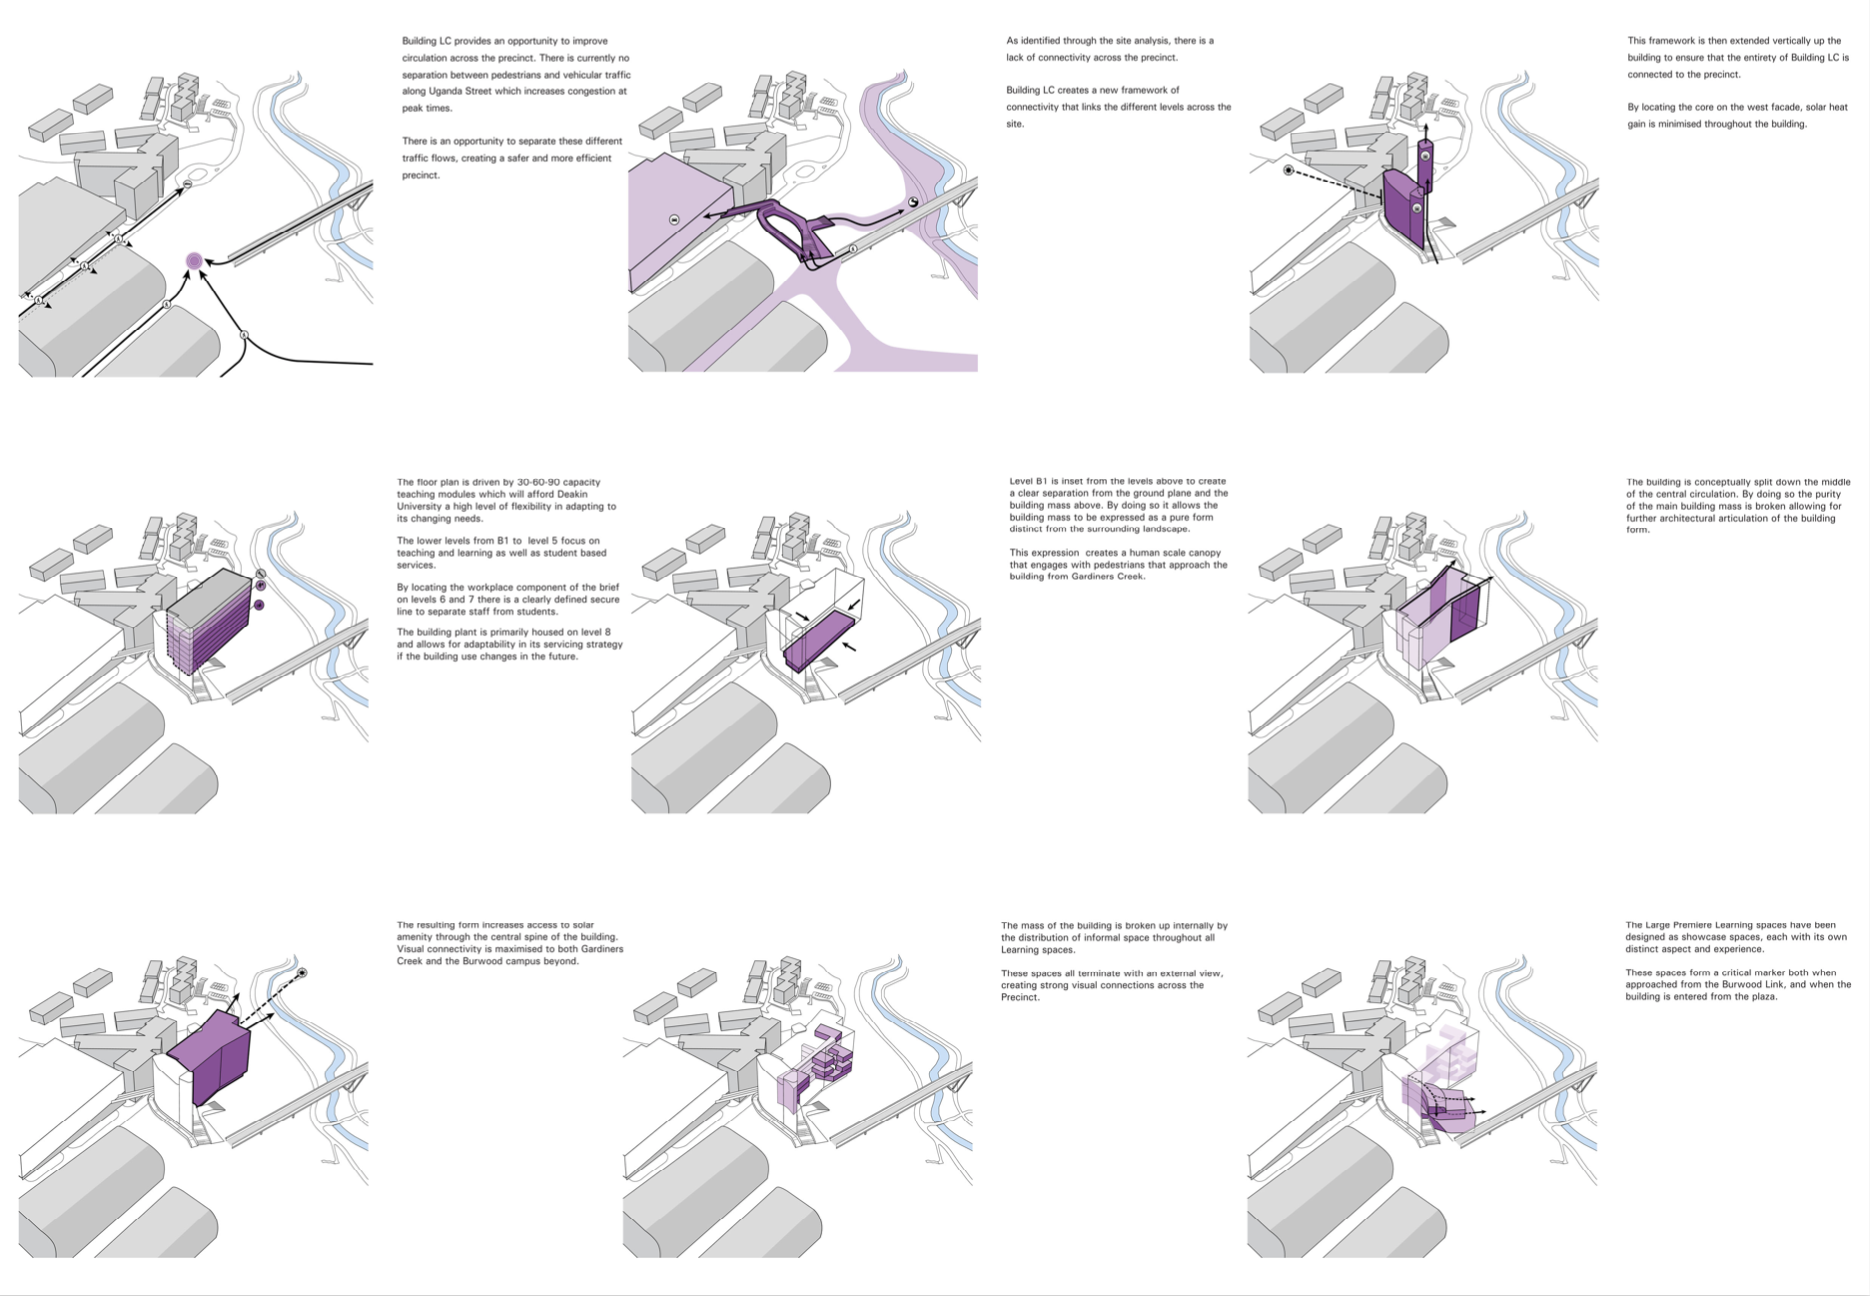 Building LC provides an opportunity to improve
circulation across the precinct. There is currently no
separation between pedestrians and vehicular traffic
along Uganda Street which increases congestion at
peak times.
There is an opportunity to separate these different
traffic flows, creating a safer and more efficient
precinct.
As identified through the site analysis, there is a
lack of connectivity across the precinct.
Building LC creates a new framework of
connectivity that links the different levels across the
site.
This framework is then extended vertically up the
building to ensure that the entirety of Building LC is
connected to the precinct.
By locating the core on the west facade, solar heat
gain is minimised throughout the building.
The floor plan is driven by 30-60-90 capacity
teaching modules which will afford Deakin
University a high level of flexibility in adapting to
its changing needs.
The lower levels from B1 to level 5 focus on
teaching and learning as well as student based
services.
By locating the workplace component of the brief
on levels 6 and 7 there is a clearly defined secure
line to separate staff from students.
The building plant is primarily housed on level 8
and allows for adaptability in its servicing strategy
if the building use changes in the future.
Level B1 is inset from the levels above to create
a clear separation from the ground plane and the
building mass above. By doing so it allows the
building mass to be expressed as a pure form
distinct from the surrounding landscape.
This expression creates a human scale canopy
that engages with pedestrians that approach the
building from Gardiners Creek.
The building is conceptually split down the middle
of the central circulation. By doing so the purity
of the main building mass is broken allowing for
further architectural articulation of the building
form.
The resulting form increases access to solar
amenity through the central spine of the building.
Visual connectivity is maximised to both Gardiners
Creek and the Burwood campus beyond.
The mass of the building is broken up internally by
the distribution of informal space throughout all
Learning spaces.
These spaces all terminate with an external view,
creating strong visual connections across the
Precinct.
The Large Premiere Learning spaces have been
designed as showcase spaces, each with its own
distinct aspect and experience.
These spaces form a critical marker both when
approached from the Burwood Link, and when the
building is entered from the plaza.